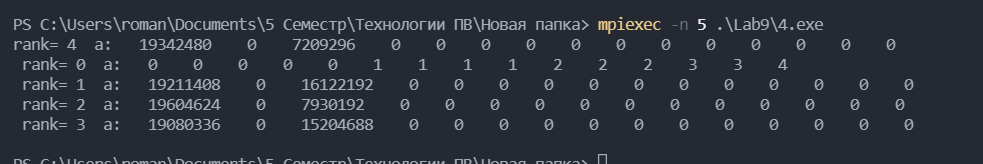 PS C:\Users\roman\Documents\5 Семестр\Технологии ПВ\Новая папка> mpiexec -n 5 .\Lab9\4.exe
rank= 4 a: 19342480 0 7209296 0 0 0 0 0 0 0 0 0 0 0 0
rank= 0 a: 0 0 0 0 0 1 1 1 1 2 2 2 3 3 4
rank= 1 a: 19211408 0 16122192 0 0 0 0 0 0 0 0 0 0 0 0
rank= 2 a: 19604624 0 7930192 0 0 0 0 0 0 0 0 0 0 0 0
rank= 3 a: 19080336 0 15204688 0 0 0 0 0 0 0 0 0 0 0 0
PS C:\Users\roman\Documents\5 Семестр\Технологии ПВ\Новая папка>